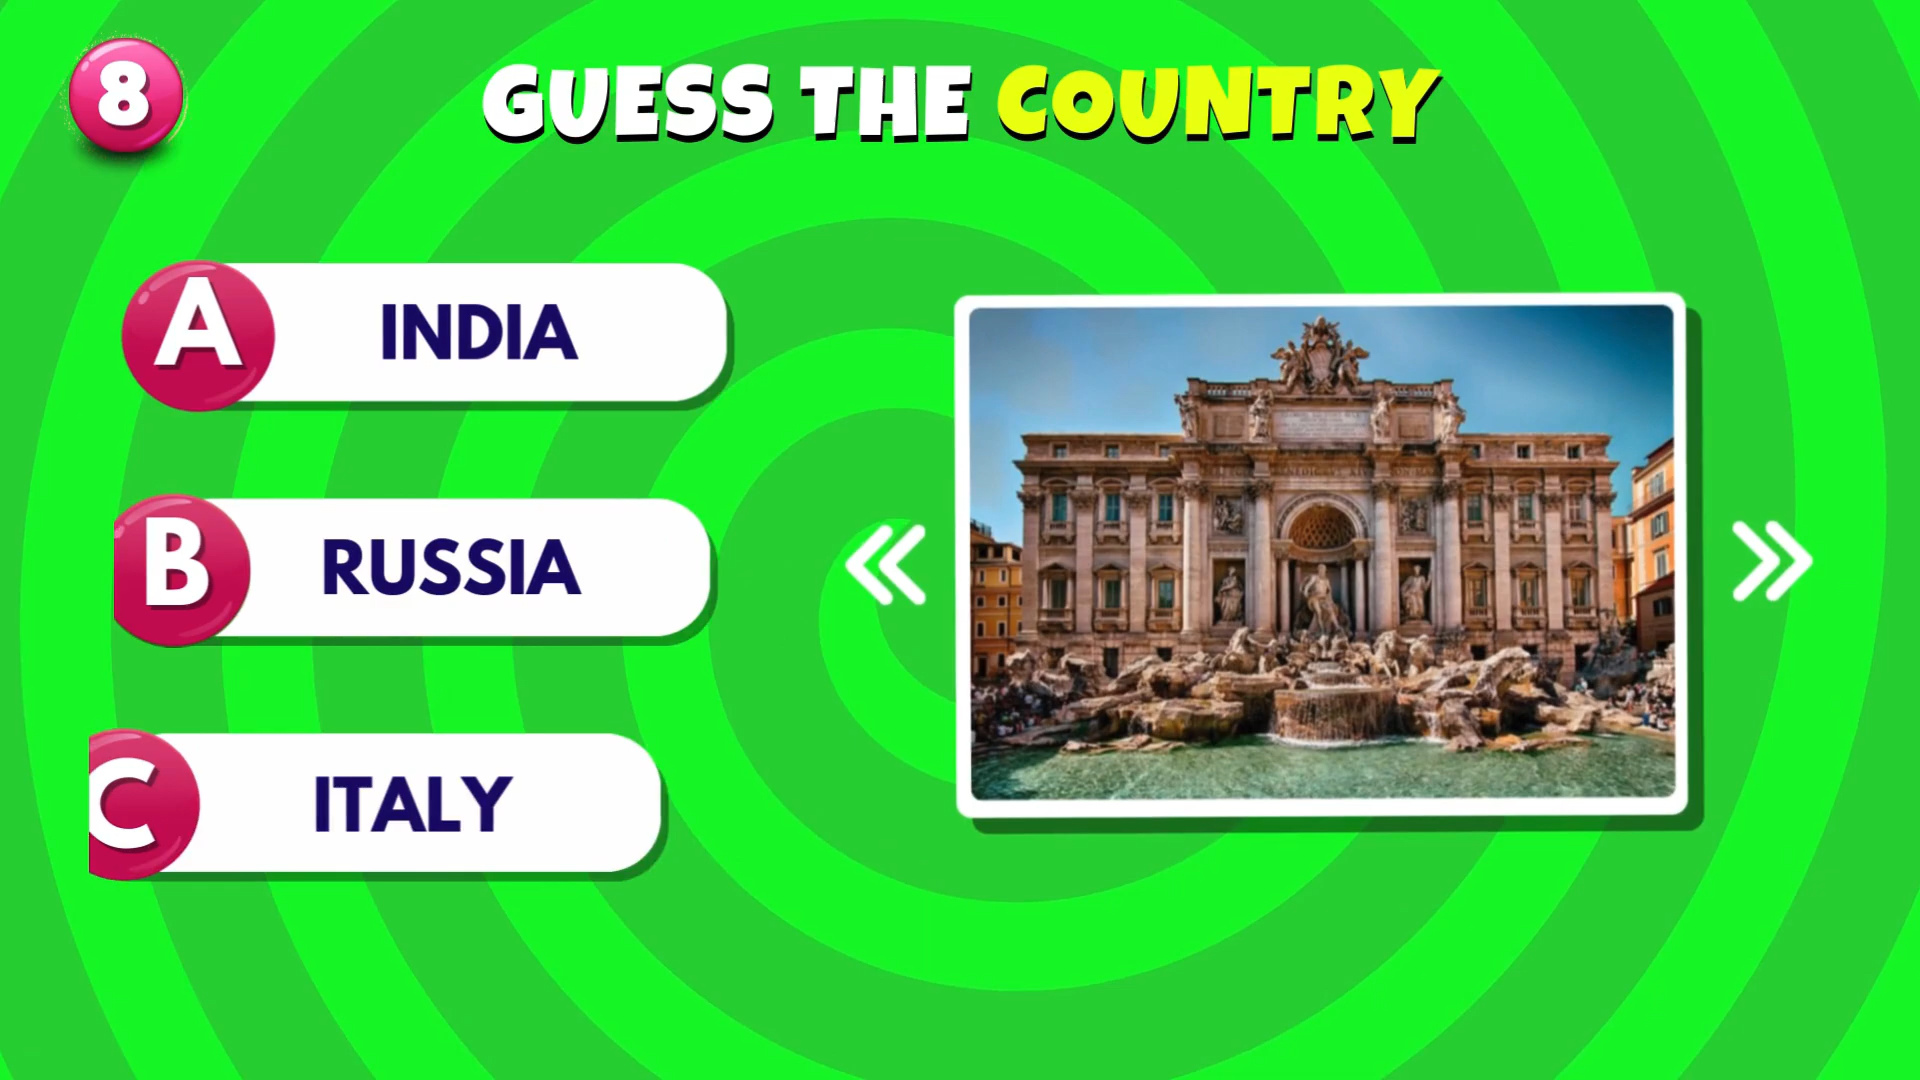 8
GUESS THE COUNTRY
A INDIA
B RUSSIA
C ITALY